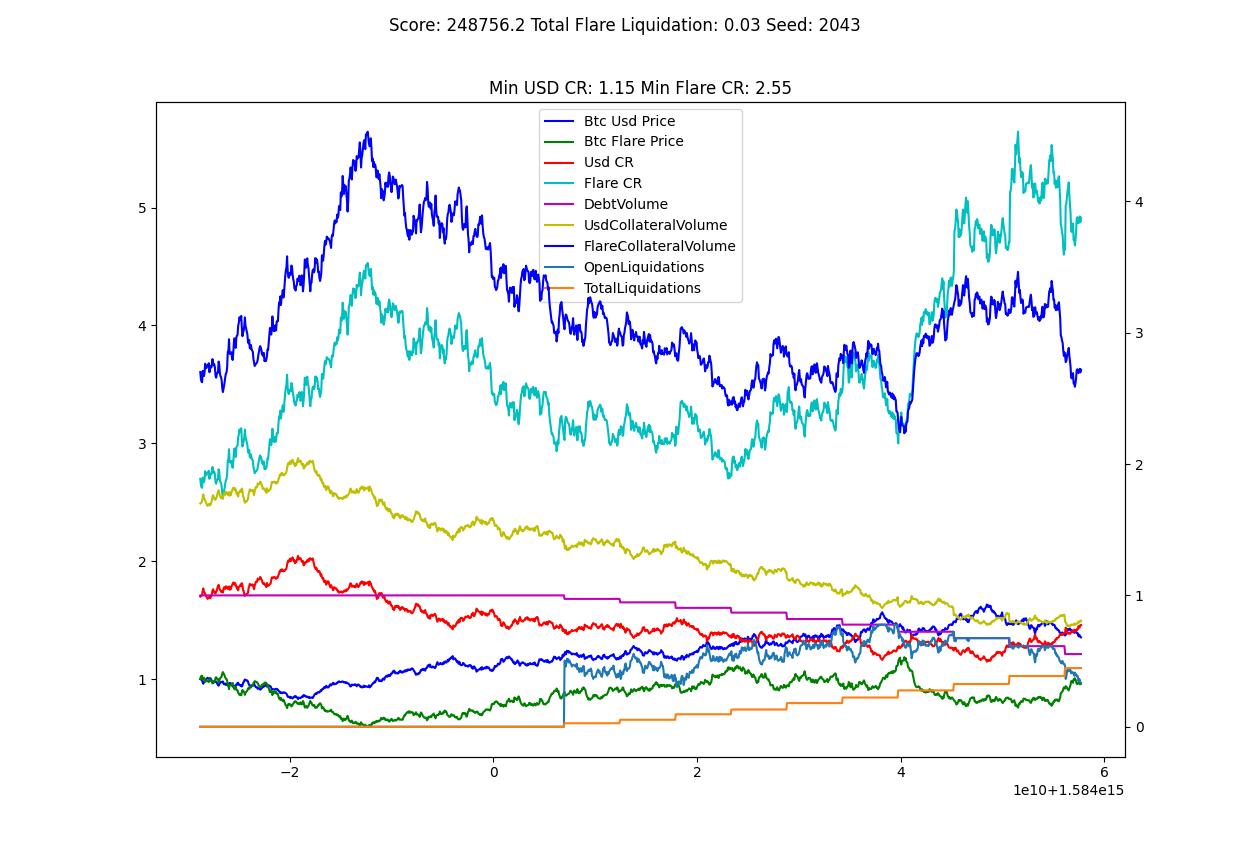 Score: 248756.2 Total Flare Liquidation: 0.03 Seed: 2043
Min USD CR: 1.15 Min Flare CR: 2.55
Btc Usd Price
Btc Flare Price
Usd CR
Flare CR
DebtVolume
UsdCollateralVolume
FlareCollateralVolume
OpenLiquidations
TotalLiquidations
5
4
3
2
1
4
3
2
1
0
−2
0
2
4
6
1e10+1.584e15